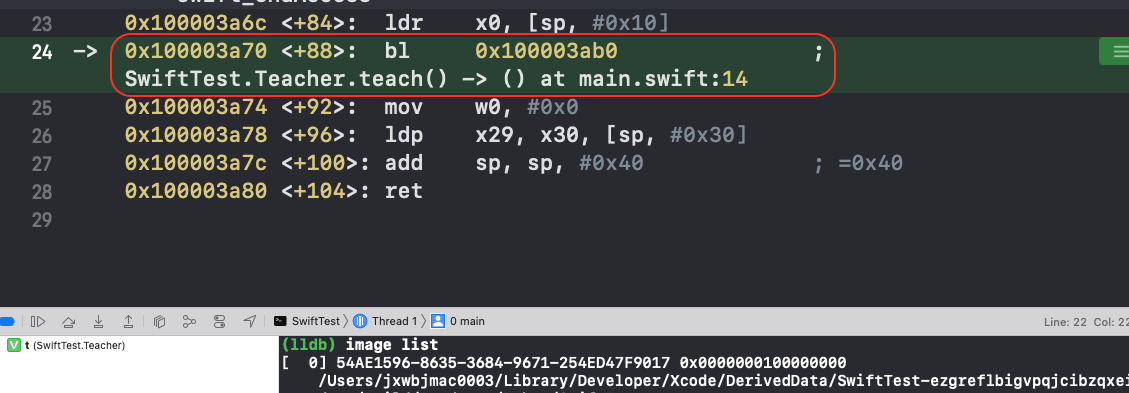 23 0x100003a6c <+84>: ldr x0, [sp, #0x10]
24 -> 0x100003a70 <+88>: bl 0x100003ab0 ;
SwiftTest.Teacher.teach() -> () at main.swift:14
25 0x100003a74 <+92>: mov w0, #0x0
26 0x100003a78 <+96>: ldp x29, x30, [sp, #0x30]
27 0x100003a7c <+100>: add sp, sp, #0x40 ; =0x40
28 0x100003a80 <+104>: ret
29
SwiftTest Thread 1 0 main Line: 22 Col: 22
V t (SwiftTest.Teacher)
(lldb) image list
[ 0] 54AE1596-8635-3684-9671-254ED47F9017 0x0000000100000000
/Users/jxwbjmac0003/Library/Developer/Xcode/DerivedData/SwiftTest-ezgreflbigvpqjcibzqxei